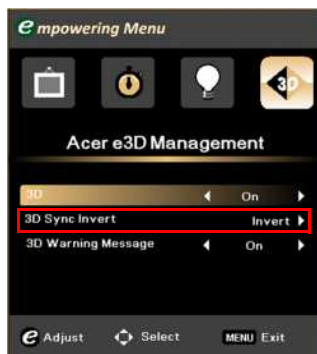 e mpowering Menu
3D
Acer e3D Management
3D On
3D Sync Invert Invert
3D Warning Message On
e Adjust Select MENU Exit